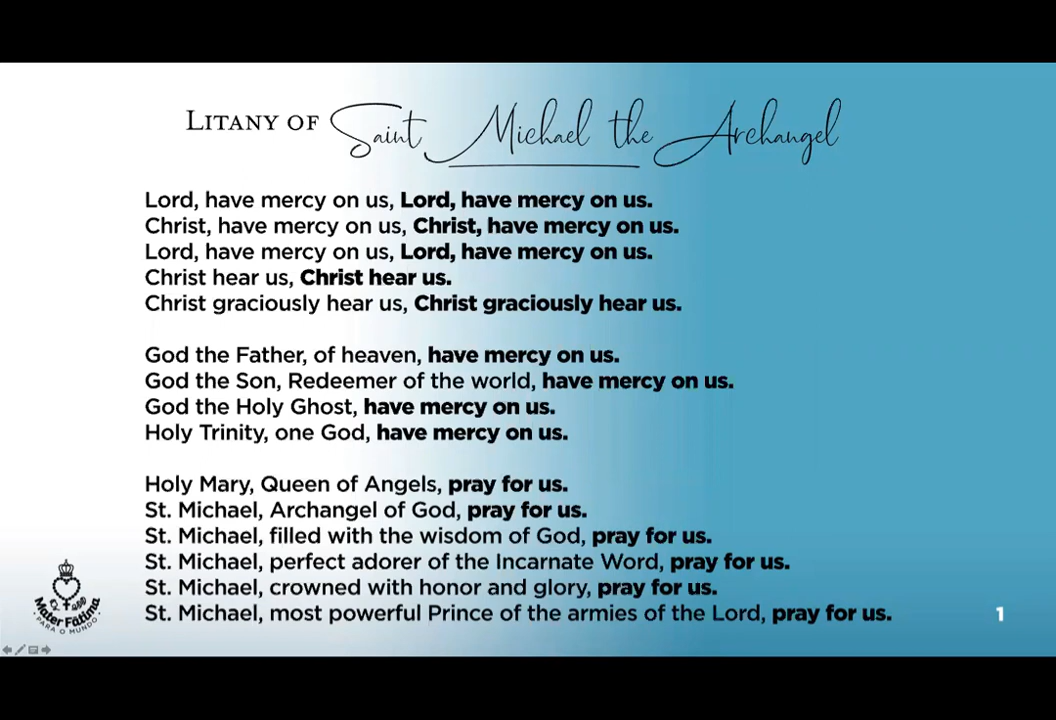 LITANY OF Saint Michael the Archangel
Lord, have mercy on us, Lord, have mercy on us.
Christ, have mercy on us, Christ, have mercy on us.
Lord, have mercy on us, Lord, have mercy on us.
Christ hear us, Christ hear us.
Christ graciously hear us, Christ graciously hear us.
God the Father, of heaven, have mercy on us.
God the Son, Redeemer of the world, have mercy on us.
God the Holy Ghost, have mercy on us.
Holy Trinity, one God, have mercy on us.
Holy Mary, Queen of Angels, pray for us.
St. Michael, Archangel of God, pray for us.
St. Michael, filled with the wisdom of God, pray for us.
St. Michael, perfect adorer of the Incarnate Word, pray for us.
St. Michael, crowned with honor and glory, pray for us.
St. Michael, most powerful Prince of the armies of the Lord, pray for us.
Mater Fátima
· PARA O MUNDO ·
1